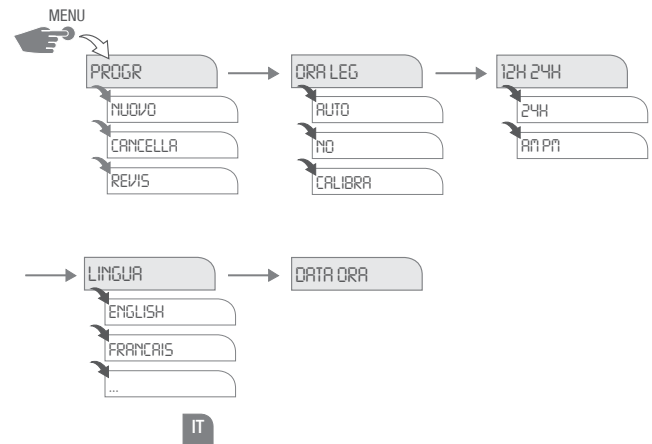 MENU
PROGR
NUOVO
CANCELLA
REVIS
ORA LEG
AUTO
NO
CALIBRA
12H 24H
24H
AM PM
LINGUA
ENGLISH
FRANCAIS
...
DATA ORA
IT